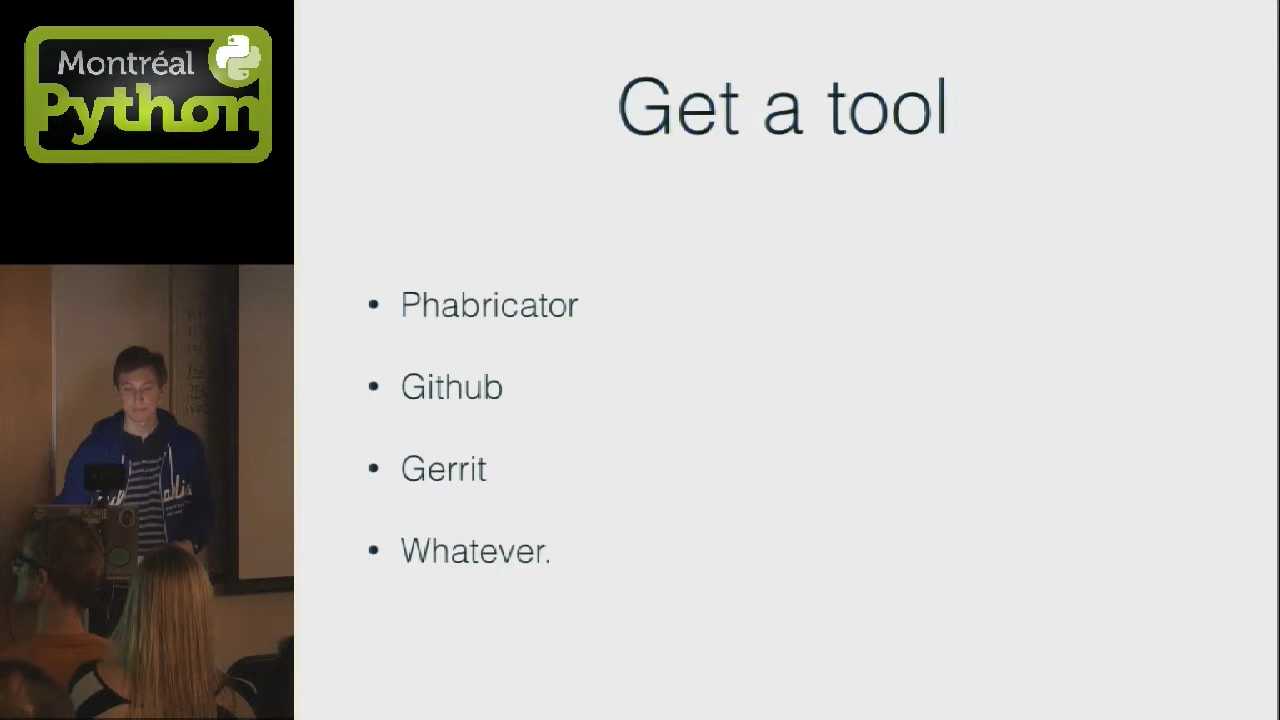 Montréal
Python
Get a tool
• Phabricator
• Github
• Gerrit
• Whatever.